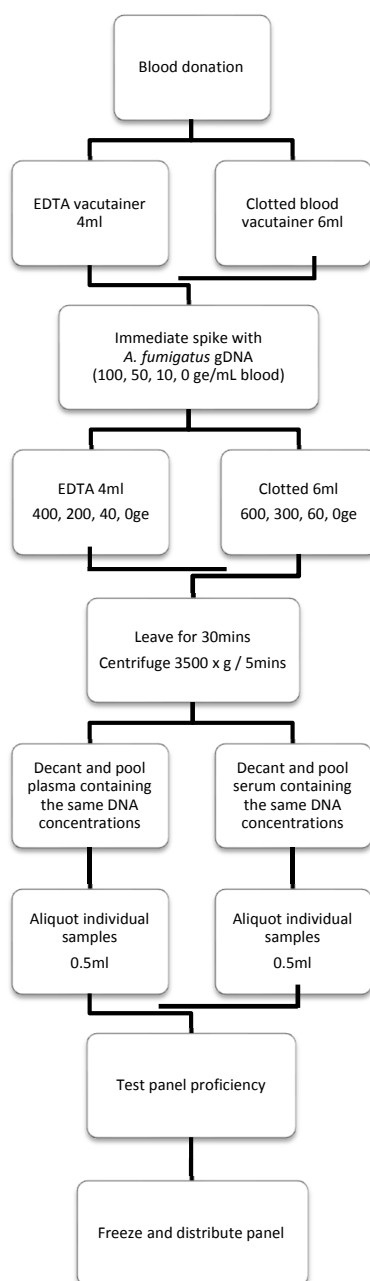 Blood donation
EDTA vacutainer
4ml
Clotted blood
vacutainer 6ml
Immediate spike with
A. fumigatus gDNA
(100, 50, 10, 0 ge/mL blood)
EDTA 4ml
400, 200, 40, 0ge
Clotted 6ml
600, 300, 60, 0ge
Leave for 30mins
Centrifuge 3500 x g / 5mins
Decant and pool
plasma containing
the same DNA
concentrations
Decant and pool
serum containing
the same DNA
concentrations
Aliquot individual
samples
0.5ml
Aliquot individual
samples
0.5ml
Test panel proficiency
Freeze and distribute panel